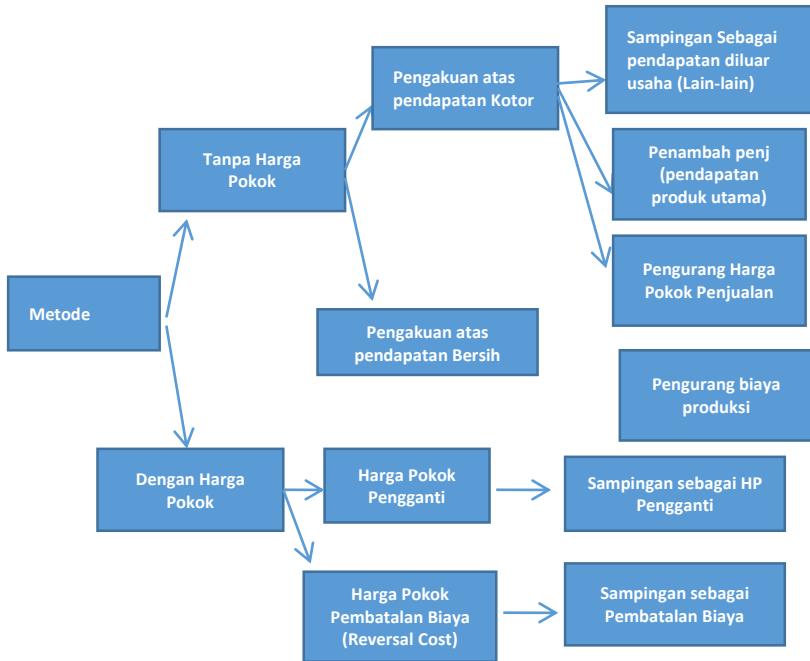 Sampingan Sebagai
pendapatan diluar
usaha (Lain-lain)
Pengakuan atas
pendapatan Kotor
Tanpa Harga
Pokok
Penambah penj
(pendapatan
produk utama)
Pengurang Harga
Pokok Penjualan
Metode
Pengakuan atas
pendapatan Bersih
Pengurang biaya
produksi
Dengan Harga
Pokok
Harga Pokok
Pengganti
Sampingan sebagai HP
Pengganti
Harga Pokok
Pembatalan Biaya
(Reversal Cost)
Sampingan sebagai
Pembatalan Biaya